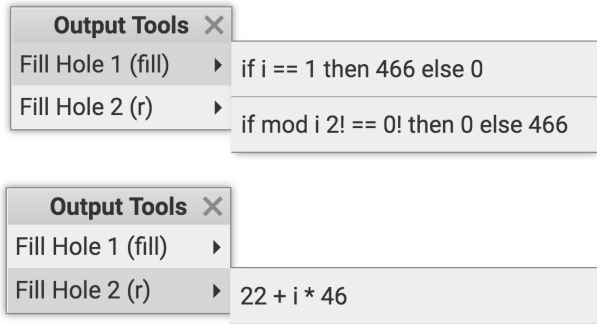 Output Tools
Fill Hole 1 (fill)
if i == 1 then 466 else 0
Fill Hole 2 (r)
if mod i 2! == 0! then 0 else 466
Output Tools
Fill Hole 1 (fill)
Fill Hole 2 (r)
22 + i * 46